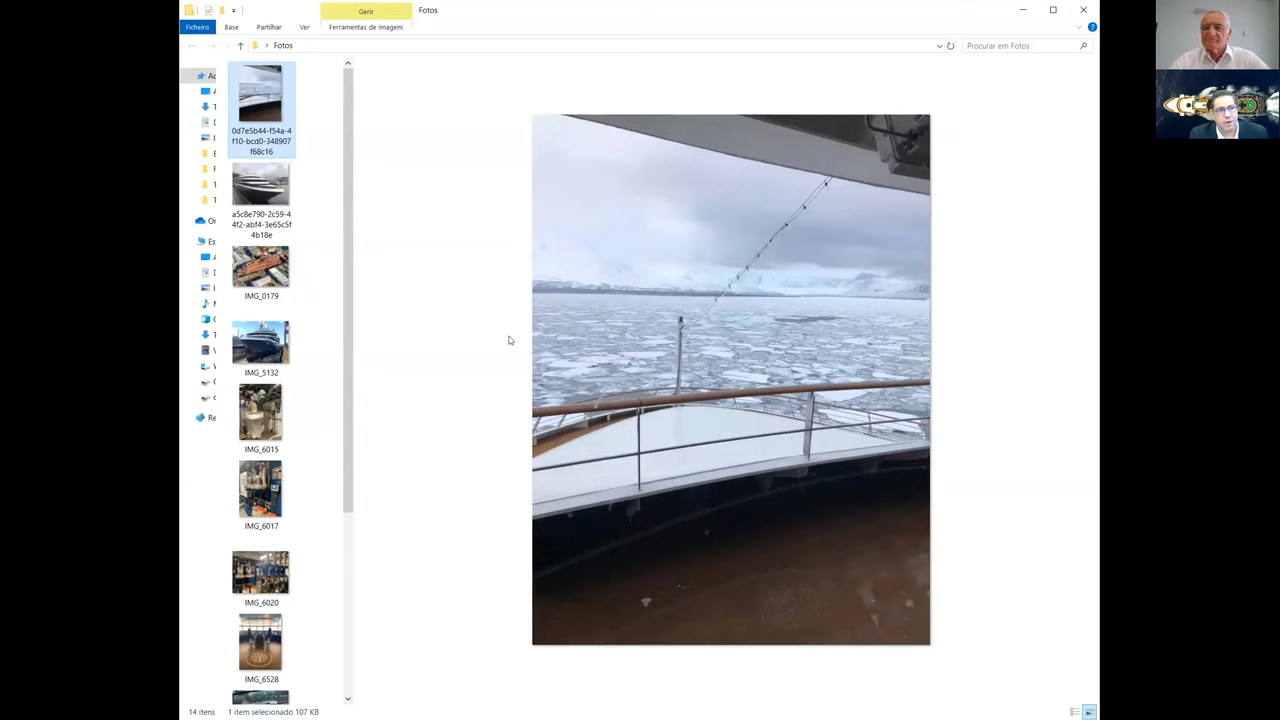 Gerir
Fotos
Ficheiro
Base
Partilhar
Ver
Ferramentas de Imagem
Fotos
Procurar em Fotos
0d7e5b44-f54a-4
f10-bcd0-348907
f68c16
a5c8e790-2c59-4
4f2-abf4-3e65c5f
4b18e
IMG_0179
IMG_5132
IMG_6015
IMG_6017
IMG_6020
IMG_6528
14 itens
1 item selecionado 107 KB